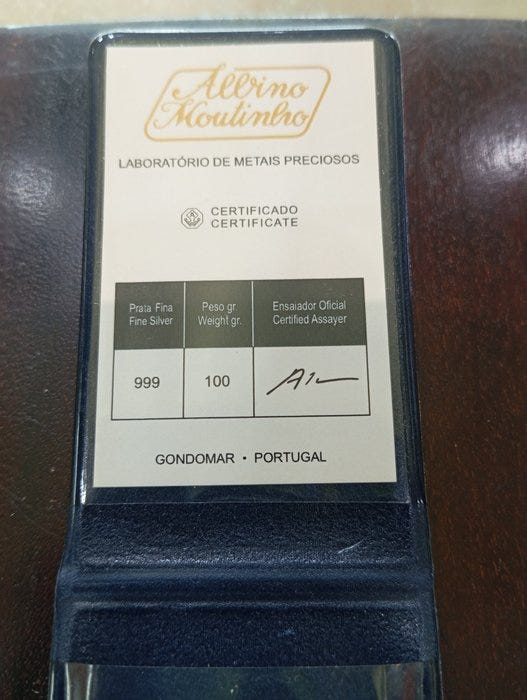 Albino
Moutinho
LABORATÓRIO DE METAIS PRECIOSOS
CERTIFICADO
CERTIFICATE
Prata Fina
Fine Silver
Peso gr.
Weight gr.
Ensaiador Oficial
Certified Assayer
999
100
GONDOMAR • PORTUGAL